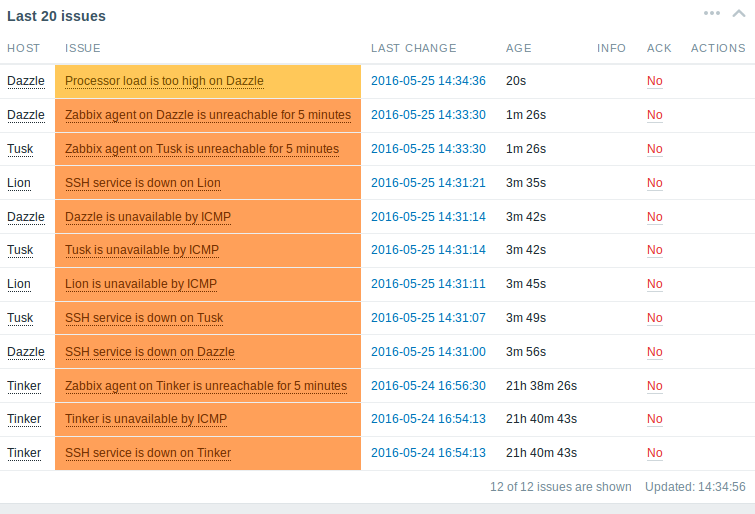 Last 20 issues
HOST ISSUE LAST CHANGE AGE INFO ACK ACTIONS
Dazzle Processor load is too high on Dazzle 2016-05-25 14:34:36 20s No
Dazzle Zabbix agent on Dazzle is unreachable for 5 minutes 2016-05-25 14:33:30 1m 26s No
Tusk Zabbix agent on Tusk is unreachable for 5 minutes 2016-05-25 14:33:30 1m 26s No
Lion SSH service is down on Lion 2016-05-25 14:31:21 3m 35s No
Dazzle Dazzle is unavailable by ICMP 2016-05-25 14:31:14 3m 42s No
Tusk Tusk is unavailable by ICMP 2016-05-25 14:31:14 3m 42s No
Lion Lion is unavailable by ICMP 2016-05-25 14:31:11 3m 45s No
Tusk SSH service is down on Tusk 2016-05-25 14:31:07 3m 49s No
Dazzle SSH service is down on Dazzle 2016-05-25 14:31:00 3m 56s No
Tinker Zabbix agent on Tinker is unreachable for 5 minutes 2016-05-24 16:56:30 21h 38m 26s No
Tinker Tinker is unavailable by ICMP 2016-05-24 16:54:13 21h 40m 43s No
Tinker SSH service is down on Tinker 2016-05-24 16:54:13 21h 40m 43s No
12 of 12 issues are shown Updated: 14:34:56